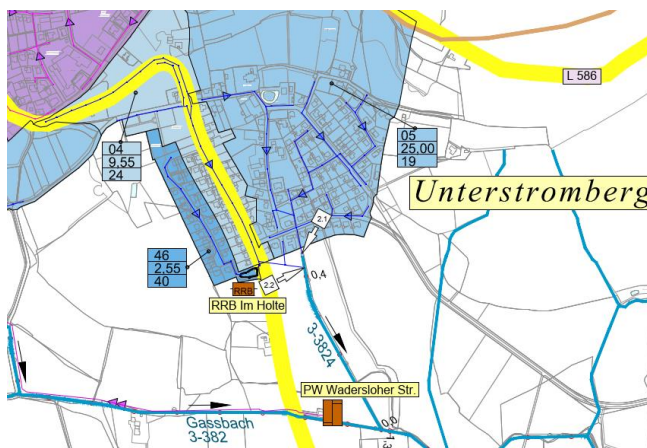 L 586
04
9,55
24
05
25,00
19
Unterstromberg
46
2,55
40
2.1
2.2
0,4
RRB
RRB Im Holte
3-3824
PW Wadersloher Str.
Gassbach
3-382
0,0